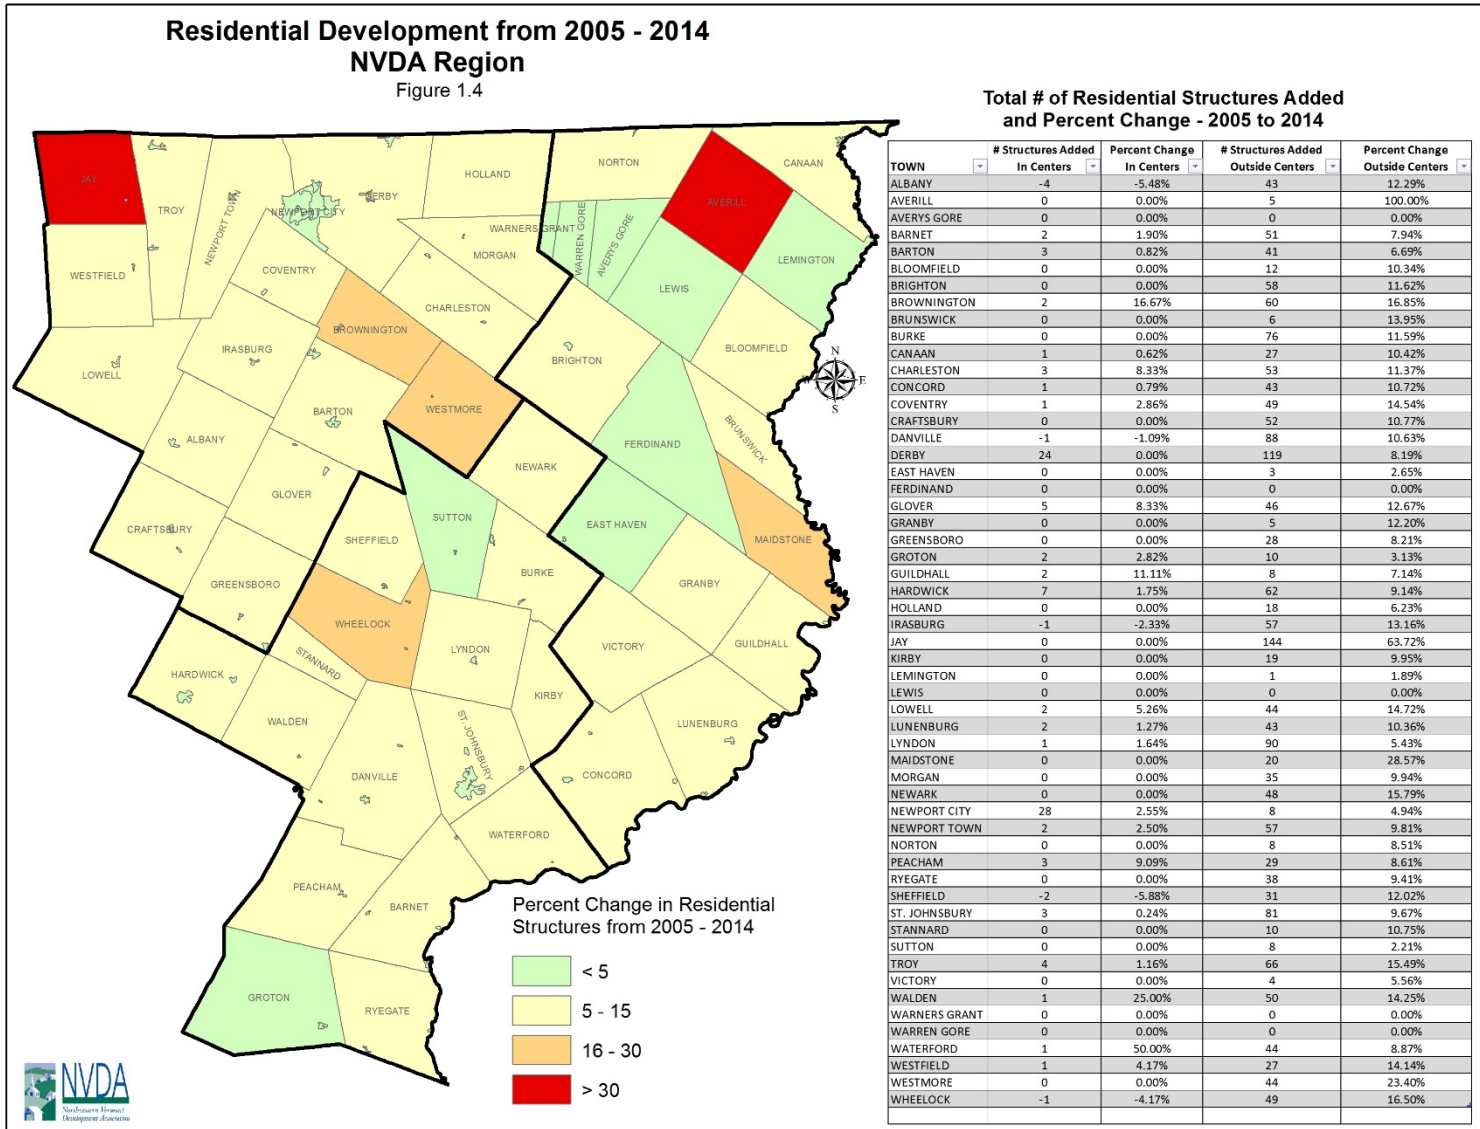 Residential Development from 2005 - 2014
NVDA Region
Figure 1.4
JAY
TROY
NEWPORT TOWN
NEWPORT CITY
DERBY
HOLLAND
NORTON
CANAAN
AVERILL
WARNERS GRANT
WARREN GORE
AVERYS GORE
MORGAN
WESTFIELD
COVENTRY
LEWIS
LEMINGTON
CHARLESTON
BROWNINGTON
IRASBURG
LOWELL
BRIGHTON
BLOOMFIELD
N
W
E
S
BARTON
WESTMORE
ALBANY
FERDINAND
BRUNSWICK
NEWARK
GLOVER
SUTTON
CRAFTSBURY
SHEFFIELD
EAST HAVEN
MAIDSTONE
BURKE
GREENSBORO
GRANBY
WHEELOCK
LYNDON
VICTORY
GUILDHALL
STANNARD
HARDWICK
KIRBY
WALDEN
ST. JOHNSBURY
LUNENBURG
DANVILLE
CONCORD
WATERFORD
PEACHAM
BARNET
GROTON
RYEGATE
Percent Change in Residential
Structures from 2005 - 2014
< 5
5 - 15
16 - 30
> 30
NVDA
Northeastern Vermont
Development Association
Total # of Residential Structures Added
and Percent Change - 2005 to 2014
# Structures Added Percent Change # Structures Added Percent Change
TOWN In Centers In Centers Outside Centers Outside Centers
ALBANY -4 -5.48% 43 12.29%
AVERILL 0 0.00% 5 100.00%
AVERYS GORE 0 0.00% 0 0.00%
BARNET 2 1.90% 51 7.94%
BARTON 3 0.82% 41 6.69%
BLOOMFIELD 0 0.00% 12 10.34%
BRIGHTON 0 0.00% 58 11.62%
BROWNINGTON 2 16.67% 60 16.85%
BRUNSWICK 0 0.00% 6 13.95%
BURKE 0 0.00% 76 11.59%
CANAAN 1 0.62% 27 10.42%
CHARLESTON 3 8.33% 53 11.37%
CONCORD 1 0.79% 43 10.72%
COVENTRY 1 2.86% 49 14.54%
CRAFTSBURY 0 0.00% 52 10.77%
DANVILLE -1 -1.09% 88 10.63%
DERBY 24 0.00% 119 8.19%
EAST HAVEN 0 0.00% 3 2.65%
FERDINAND 0 0.00% 0 0.00%
GLOVER 5 8.33% 46 12.67%
GRANBY 0 0.00% 5 12.20%
GREENSBORO 0 0.00% 28 8.21%
GROTON 2 2.82% 10 3.13%
GUILDHALL 2 11.11% 8 7.14%
HARDWICK 7 1.75% 62 9.14%
HOLLAND 0 0.00% 18 6.23%
IRASBURG -1 -2.33% 57 13.16%
JAY 0 0.00% 144 63.72%
KIRBY 0 0.00% 19 9.95%
LEMINGTON 0 0.00% 1 1.89%
LEWIS 0 0.00% 0 0.00%
LOWELL 2 5.26% 44 14.72%
LUNENBURG 2 1.27% 43 10.36%
LYNDON 1 1.64% 90 5.43%
MAIDSTONE 0 0.00% 20 28.57%
MORGAN 0 0.00% 35 9.94%
NEWARK 0 0.00% 48 15.79%
NEWPORT CITY 28 2.55% 8 4.94%
NEWPORT TOWN 2 2.50% 57 9.81%
NORTON 0 0.00% 8 8.51%
PEACHAM 3 9.09% 29 8.61%
RYEGATE 0 0.00% 38 9.41%
SHEFFIELD -2 -5.88% 31 12.02%
ST. JOHNSBURY 3 0.24% 81 9.67%
STANNARD 0 0.00% 10 10.75%
SUTTON 0 0.00% 8 2.21%
TROY 4 1.16% 66 15.49%
VICTORY 0 0.00% 4 5.56%
WALDEN 1 25.00% 50 14.25%
WARNERS GRANT 0 0.00% 0 0.00%
WARREN GORE 0 0.00% 0 0.00%
WATERFORD 1 50.00% 44 8.87%
WESTFIELD 1 4.17% 27 14.14%
WESTMORE 0 0.00% 44 23.40%
WHEELOCK -1 -4.17% 49 16.50%